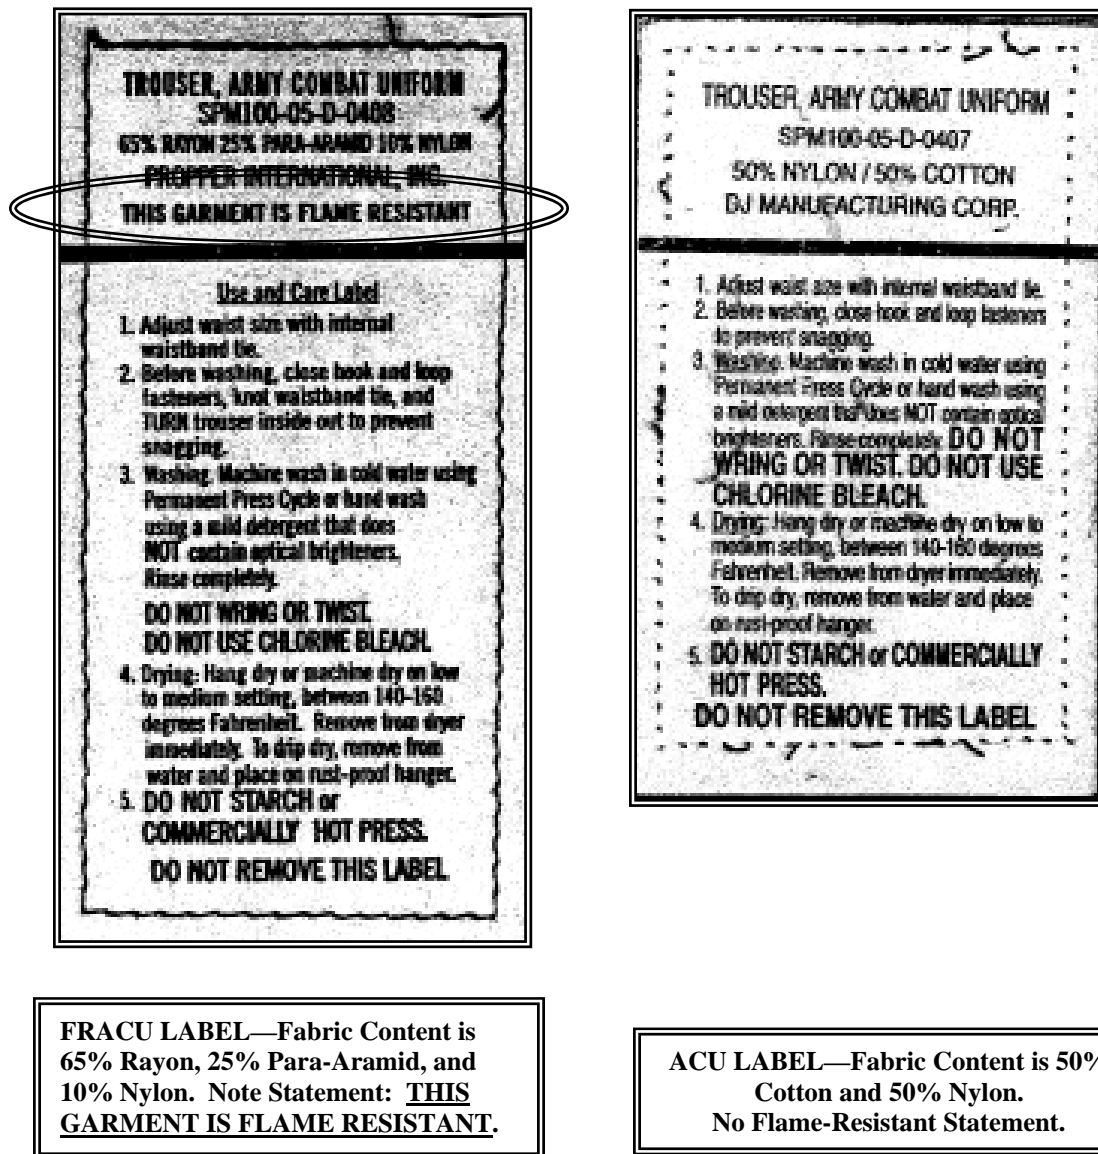 TROUSER, ARMY COMBAT UNIFORM
SPM100-05-D-0408
65% RAYON 25% PARA-ARAMID 10% NYLON
PROPPER INTERNATIONAL, INC.
THIS GARMENT IS FLAME RESISTANT
Use and Care Label
1. Adjust waist size with internal
waistband tie.
2. Before washing, close hook and loop
fasteners, knot waistband tie, and
TURN trouser inside out to prevent
snagging.
3. Washing. Machine wash in cold water using
Permanent Press Cycle or hand wash
using a mild detergent that does
NOT contain optical brighteners.
Rinse completely.
DO NOT WRING OR TWIST.
DO NOT USE CHLORINE BLEACH.
4. Drying: Hang dry or machine dry on low
to medium setting, between 140-160
degrees Fahrenheit. Remove from dryer
immediately. To drip dry, remove from
water and place on rust-proof hanger.
5. DO NOT STARCH or
COMMERCIALLY HOT PRESS.
DO NOT REMOVE THIS LABEL
FRACU LABEL—Fabric Content is
65% Rayon, 25% Para-Aramid, and
10% Nylon. Note Statement: THIS
GARMENT IS FLAME RESISTANT.
TROUSER, ARMY COMBAT UNIFORM
SPM100-05-D-0407
50% NYLON / 50% COTTON
DJ MANUFACTURING CORP.
1. Adjust waist size with internal waistband tie.
2. Before washing, close hook and loop fasteners
to prevent snagging.
3. Washing: Machine wash in cold water using
Permanent Press Cycle or hand wash using
a mild detergent that does NOT contain optical
brighteners. Rinse completely. DO NOT
WRING OR TWIST. DO NOT USE
CHLORINE BLEACH.
4. Drying: Hang dry or machine dry on low to
medium setting, between 140-160 degrees
Fahrenheit. Remove from dryer immediately.
To drip dry, remove from water and place
on rust-proof hanger.
5. DO NOT STARCH or COMMERCIALLY
HOT PRESS.
DO NOT REMOVE THIS LABEL
ACU LABEL—Fabric Content is 50%
Cotton and 50% Nylon.
No Flame-Resistant Statement.